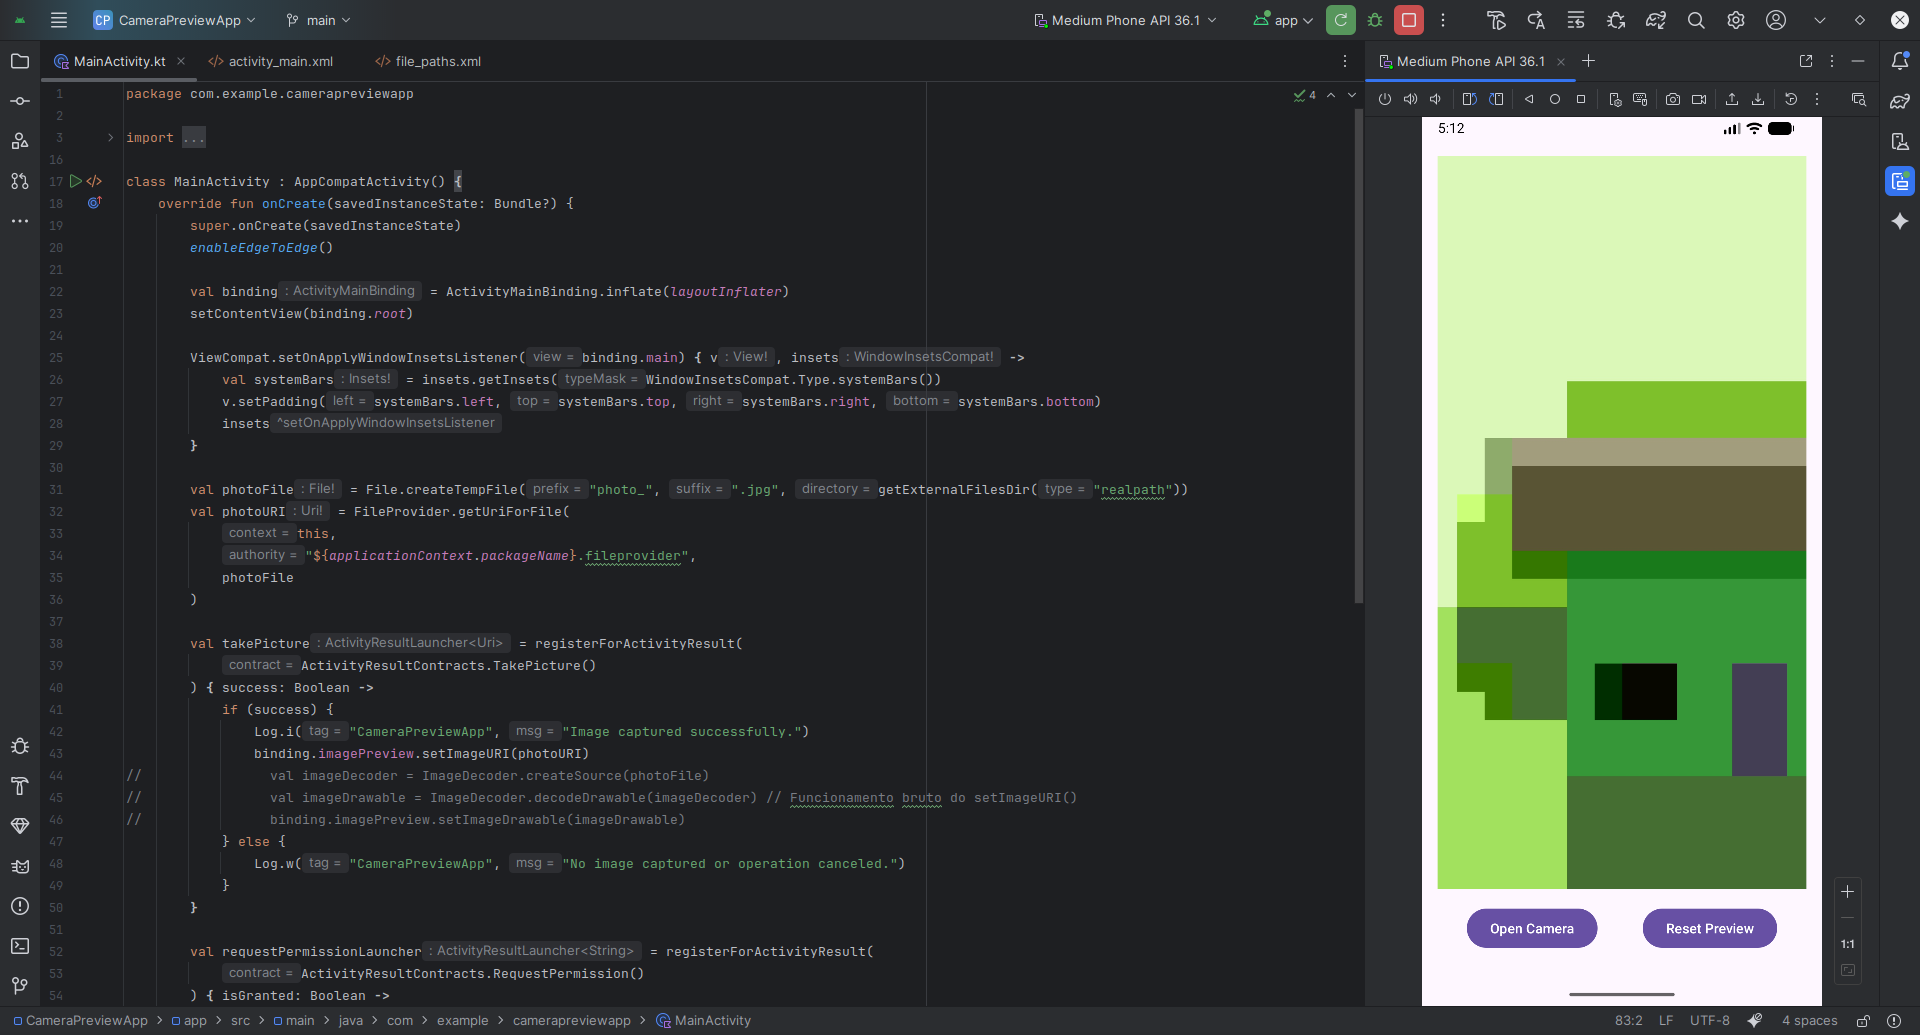 CP CameraPreviewApp main Medium Phone API 36.1 app
MainActivity.kt activity_main.xml file_paths.xml Medium Phone API 36.1
4
1 package com.example.camerapreviewapp
2
3 import ...
16
17 class MainActivity : AppCompatActivity() {
18 override fun onCreate(savedInstanceState: Bundle?) {
19 super.onCreate(savedInstanceState)
20 enableEdgeToEdge()
21
22 val binding : ActivityMainBinding = ActivityMainBinding.inflate(layoutInflater)
23 setContentView(binding.root)
24
25 ViewCompat.setOnApplyWindowInsetsListener( view = binding.main) { v : View! , insets : WindowInsetsCompat! ->
26 val systemBars : Insets! = insets.getInsets( typeMask = WindowInsetsCompat.Type.systemBars())
27 v.setPadding( left = systemBars.left, top = systemBars.top, right = systemBars.right, bottom = systemBars.bottom)
28 insets ^setOnApplyWindowInsetsListener
29 }
30
31 val photoFile : File! = File.createTempFile( prefix = "photo_", suffix = ".jpg", directory = getExternalFilesDir( type = "realpath"))
32 val photoURI : Uri! = FileProvider.getUriForFile(
33 context = this,
34 authority = "${applicationContext.packageName}.fileprovider",
35 photoFile
36 )
37
38 val takePicture : ActivityResultLauncher<Uri> = registerForActivityResult(
39 contract = ActivityResultContracts.TakePicture()
40 ) { success: Boolean ->
41 if (success) {
42 Log.i( tag = "CameraPreviewApp", msg = "Image captured successfully.")
43 binding.imagePreview.setImageURI(photoURI)
44 // val imageDecoder = ImageDecoder.createSource(photoFile)
45 // val imageDrawable = ImageDecoder.decodeDrawable(imageDecoder) // Funcionamento bruto do setImageURI()
46 // binding.imagePreview.setImageDrawable(imageDrawable)
47 } else {
48 Log.w( tag = "CameraPreviewApp", msg = "No image captured or operation canceled.")
49 }
50 }
51
52 val requestPermissionLauncher : ActivityResultLauncher<String> = registerForActivityResult(
53 contract = ActivityResultContracts.RequestPermission()
54 ) { isGranted: Boolean ->
5:12
Open Camera Reset Preview
1:1
CameraPreviewApp > app > src > main > java > com > example > camerapreviewapp > MainActivity 83:2 LF UTF-8 4 spaces